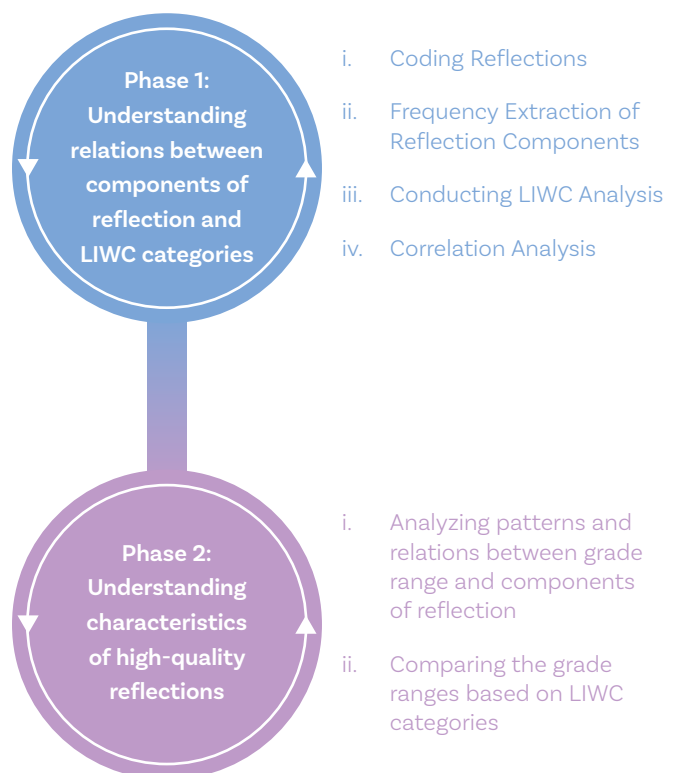 Phase 1:
Understanding
relations between
components of
reflection and
LIWC categories
i. Coding Reflections
ii. Frequency Extraction of
Reflection Components
iii. Conducting LIWC Analysis
iv. Correlation Analysis
Phase 2:
Understanding
characteristics
of high-quality
reflections
i. Analyzing patterns and
relations between grade
range and components
of reflection
ii. Comparing the grade
ranges based on LIWC
categories